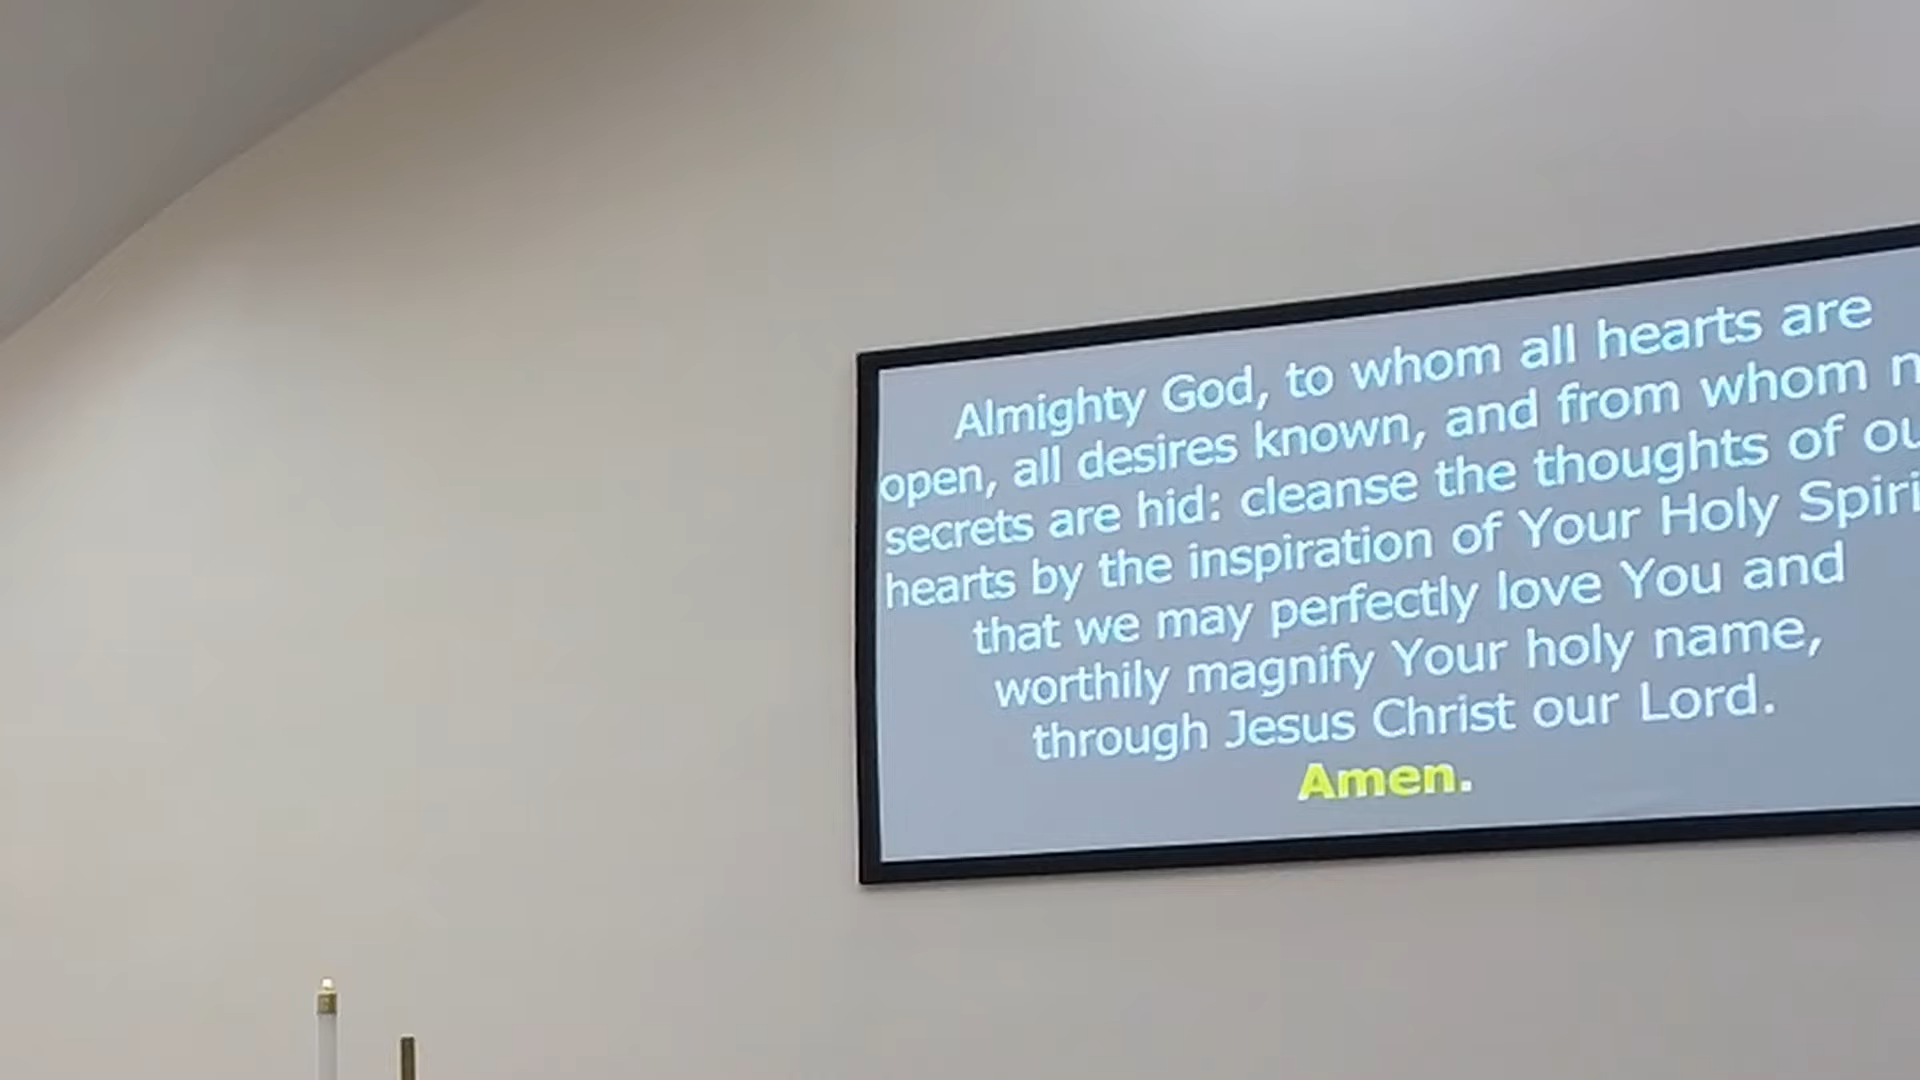 Almighty God, to whom all hearts are
open, all desires known, and from whom
secrets are hid: cleanse the thoughts of
hearts by the inspiration of Your Holy
that we may perfectly love You and
worthily magnify Your holy name,
through Jesus Christ our Lord.
Amen.